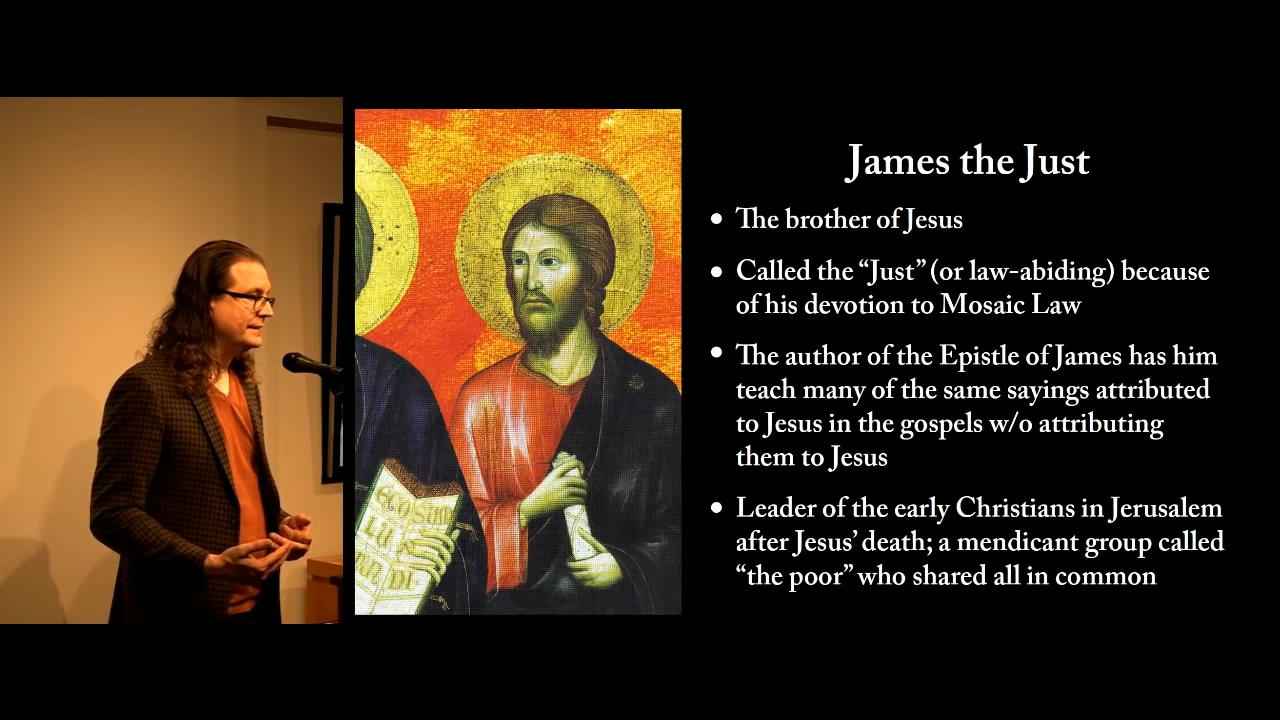 James the Just
• The brother of Jesus
• Called the “Just” (or law-abiding) because
of his devotion to Mosaic Law
• The author of the Epistle of James has him
teach many of the same sayings attributed
to Jesus in the gospels w/o attributing
them to Jesus
• Leader of the early Christians in Jerusalem
after Jesus’ death; a mendicant group called
“the poor” who shared all in common